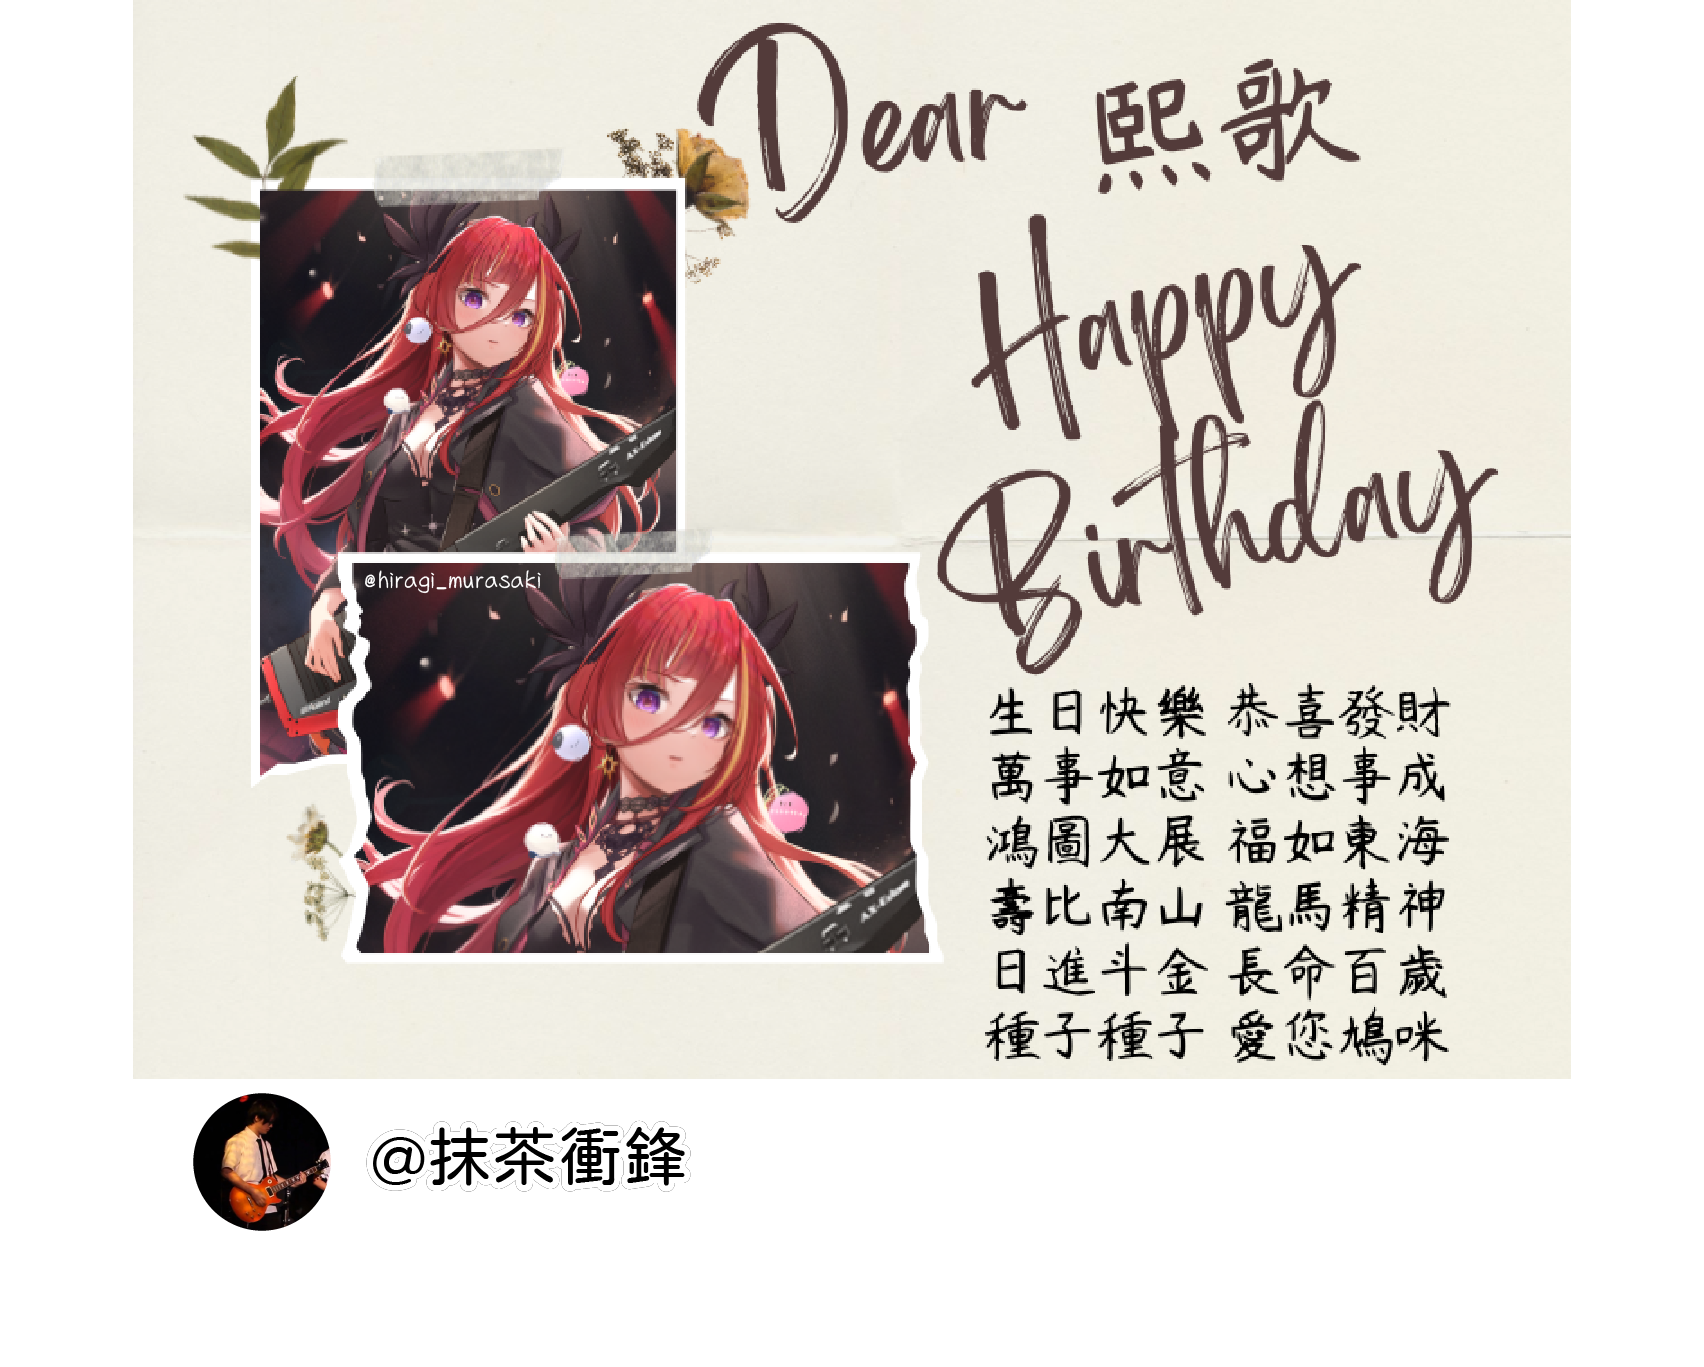 Dear 熙歌
Happy
Birthday
@hiragi_murasaki
生日快樂 恭喜發財
萬事如意 心想事成
鴻圖大展 福如東海
壽比南山 龍馬精神
日進斗金 長命百歲
種子種子 愛您鳩咪
@抹茶衝鋒